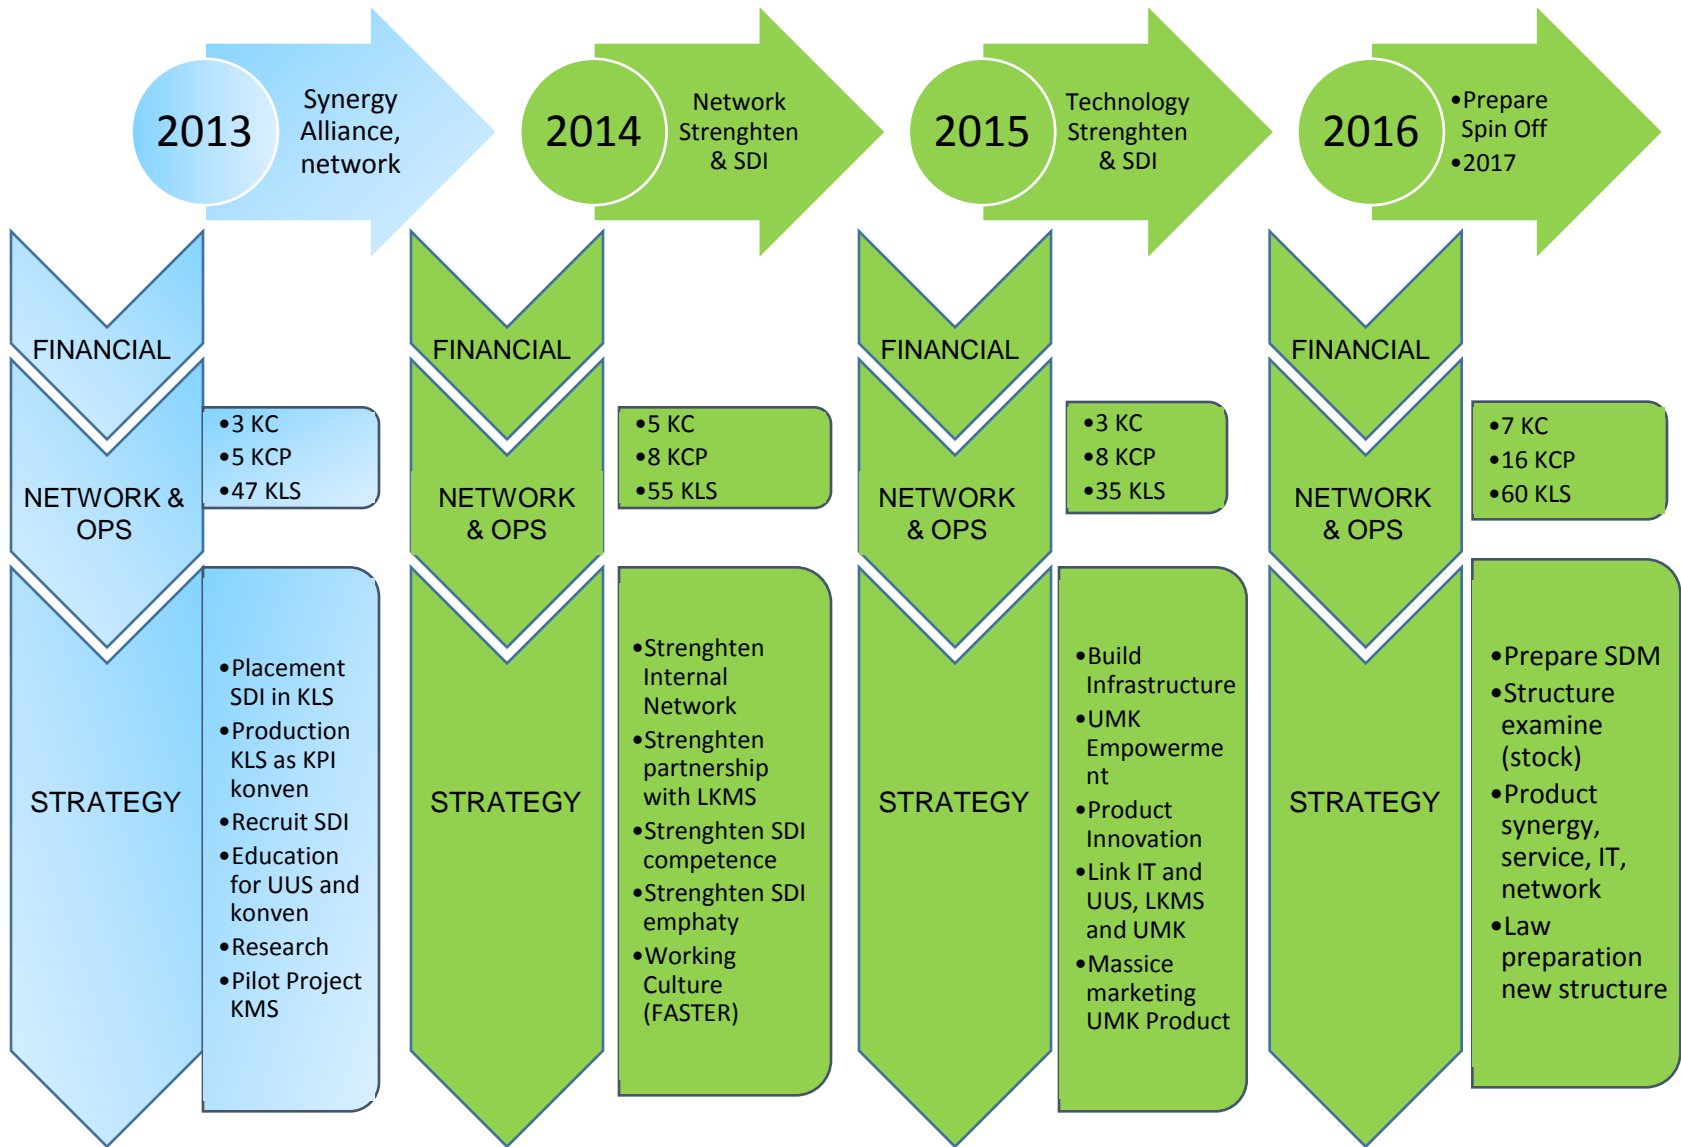 2013
Synergy
Alliance,
network
2014
Network
Strenghten
& SDI
2015
Technology
Strenghten
& SDI
2016
•Prepare
Spin Off
•2017
FINANCIAL
NETWORK &
OPS
•3 KC
•5 KCP
•47 KLS
STRATEGY
•Placement
SDI in KLS
•Production
KLS as KPI
konven
•Recruit SDI
•Education
for UUS and
konven
•Research
•Pilot Project
KMS
FINANCIAL
NETWORK
& OPS
•5 KC
•8 KCP
•55 KLS
STRATEGY
•Strenghten
Internal
Network
•Strenghten
partnership
with LKMS
•Strenghten SDI
competence
•Strenghten SDI
emphaty
•Working
Culture
(FASTER)
FINANCIAL
NETWORK
& OPS
•3 KC
•8 KCP
•35 KLS
STRATEGY
•Build
Infrastructure
•UMK
Empowerme
nt
•Product
Innovation
•Link IT and
UUS, LKMS
and UMK
•Massice
marketing
UMK Product
FINANCIAL
NETWORK
& OPS
•7 KC
•16 KCP
•60 KLS
STRATEGY
•Prepare SDM
•Structure
examine
(stock)
•Product
synergy,
service, IT,
network
•Law
preparation
new structure